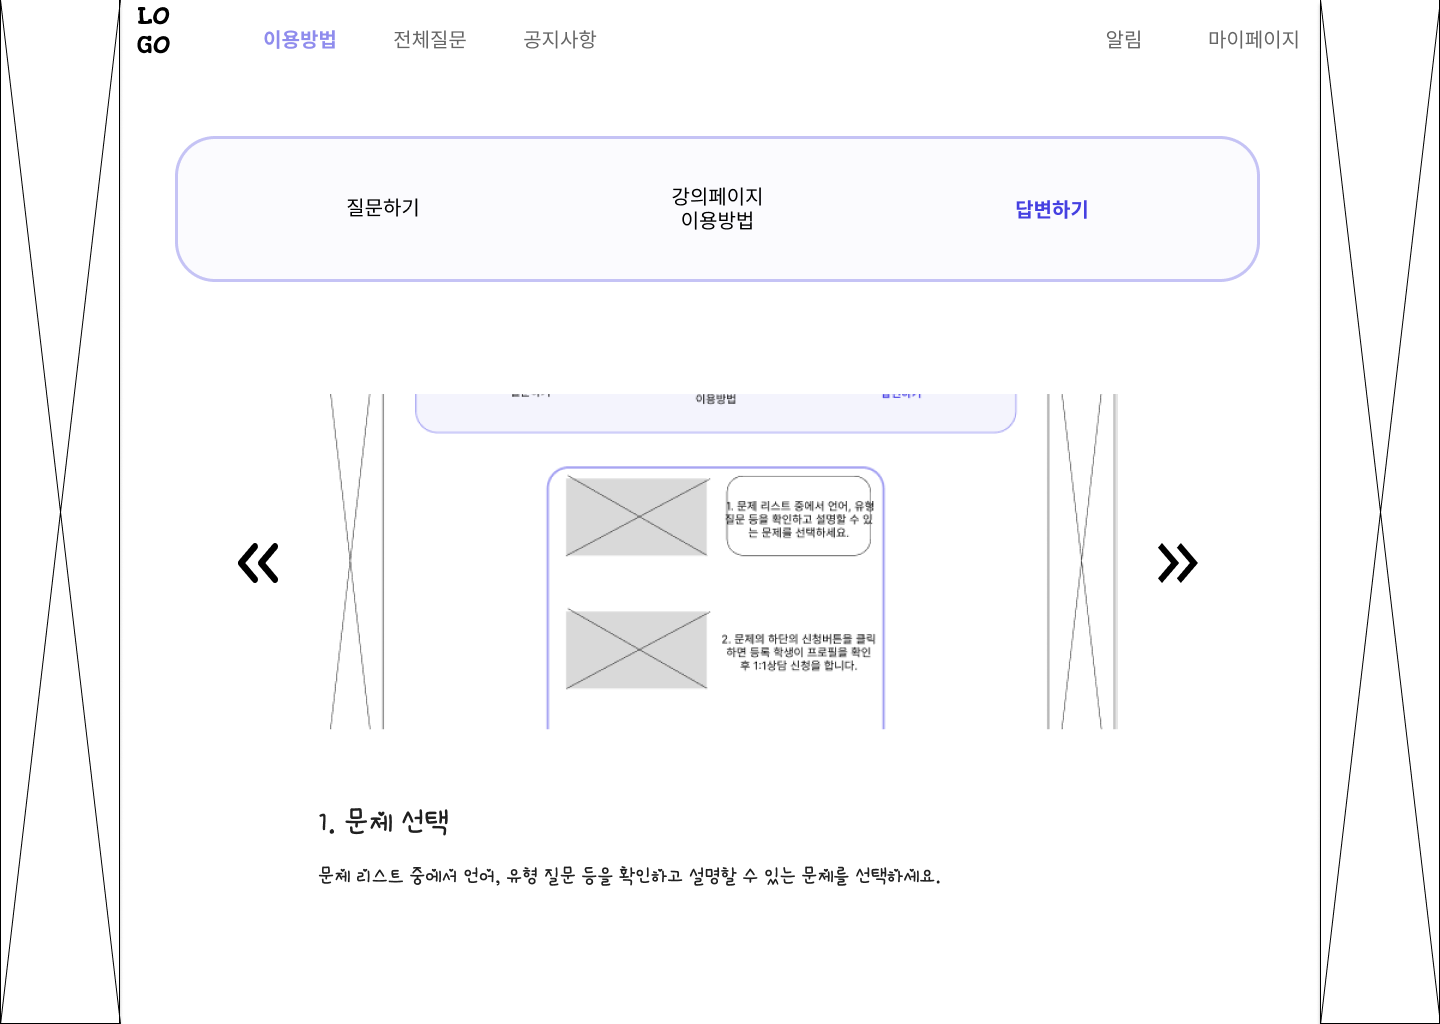 LO
GO
이용방법 전체질문 공지사항 알림 마이페이지
질문하기
강의페이지
이용방법
답변하기
이용방법
1. 문제 리스트 중에서 언어, 유형
질문 등을 확인하고 설명할 수 있
는 문제를 선택하세요.
2. 문제의 하단의 신청버튼을 클릭
하면 등록 학생이 프로필을 확인
후 1:1상담 신청을 합니다.
1. 문제 선택
문제 리스트 중에서 언어, 유형 질문 등을 확인하고 설명할 수 있는 문제를 선택하세요.